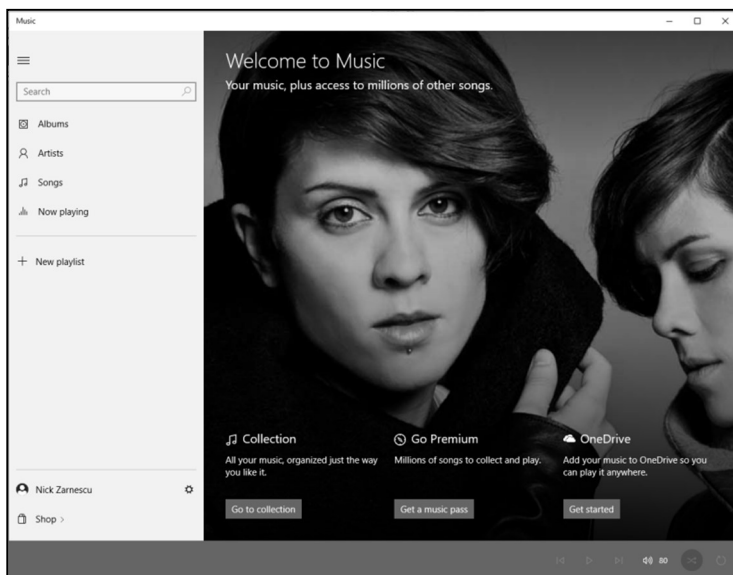 Music
Search
Albums
Artists
Songs
Now playing
New playlist
Nick Zarnescu
Shop
Welcome to Music
Your music, plus access to millions of other songs.
Collection
All your music, organized just the way
you like it.
Go to collection
Go Premium
Millions of songs to collect and play.
Get a music pass
OneDrive
Add your music to OneDrive so you
can play it anywhere.
Get started
80